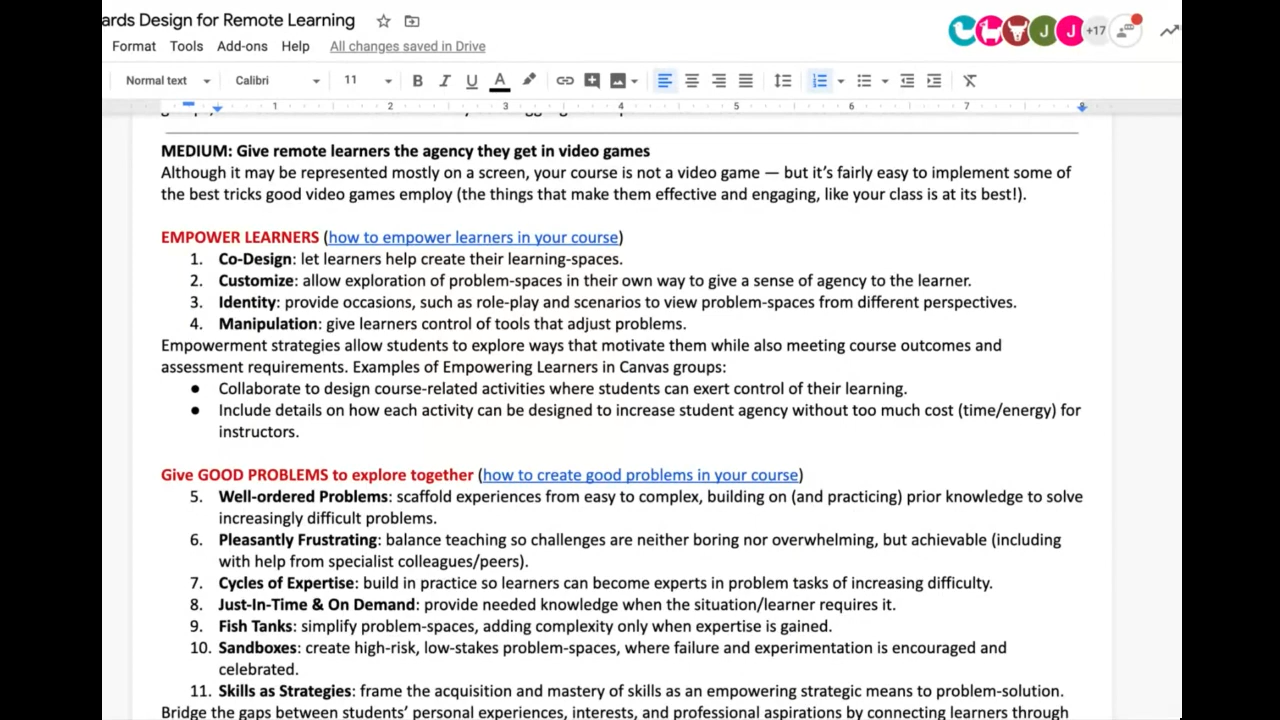 ards Design for Remote Learning
Format Tools Add-ons Help All changes saved in Drive
J J +17
Normal text Calibri 11 B I U A
1 2 3 4 5 6 7 8
MEDIUM: Give remote learners the agency they get in video games
Although it may be represented mostly on a screen, your course is not a video game — but it's fairly easy to implement some of
the best tricks good video games employ (the things that make them effective and engaging, like your class is at its best!).
EMPOWER LEARNERS (how to empower learners in your course)
1. Co-Design: let learners help create their learning-spaces.
2. Customize: allow exploration of problem-spaces in their own way to give a sense of agency to the learner.
3. Identity: provide occasions, such as role-play and scenarios to view problem-spaces from different perspectives.
4. Manipulation: give learners control of tools that adjust problems.
Empowerment strategies allow students to explore ways that motivate them while also meeting course outcomes and
assessment requirements. Examples of Empowering Learners in Canvas groups:
● Collaborate to design course-related activities where students can exert control of their learning.
● Include details on how each activity can be designed to increase student agency without too much cost (time/energy) for
instructors.
Give GOOD PROBLEMS to explore together (how to create good problems in your course)
5. Well-ordered Problems: scaffold experiences from easy to complex, building on (and practicing) prior knowledge to solve
increasingly difficult problems.
6. Pleasantly Frustrating: balance teaching so challenges are neither boring nor overwhelming, but achievable (including
with help from specialist colleagues/peers).
7. Cycles of Expertise: build in practice so learners can become experts in problem tasks of increasing difficulty.
8. Just-In-Time & On Demand: provide needed knowledge when the situation/learner requires it.
9. Fish Tanks: simplify problem-spaces, adding complexity only when expertise is gained.
10. Sandboxes: create high-risk, low-stakes problem-spaces, where failure and experimentation is encouraged and
celebrated.
11. Skills as Strategies: frame the acquisition and mastery of skills as an empowering strategic means to problem-solution.
Bridge the gaps between students' personal experiences, interests, and professional aspirations by connecting learners through